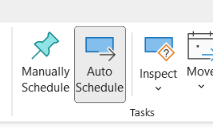 Manually Schedule
Auto Schedule
Inspect
Move
Tasks